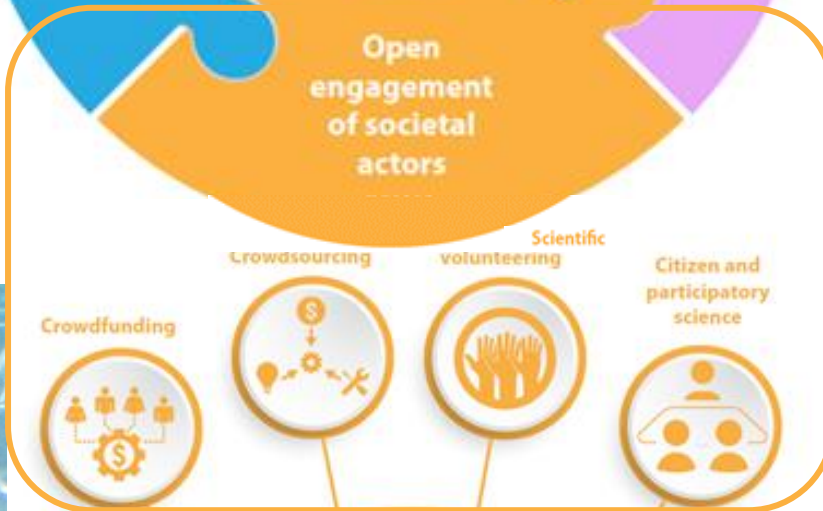 Open
engagement
of societal
actors
Scientific
Crowdsourcing
volunteering
Citizen and
participatory
science
Crowdfunding
$
$